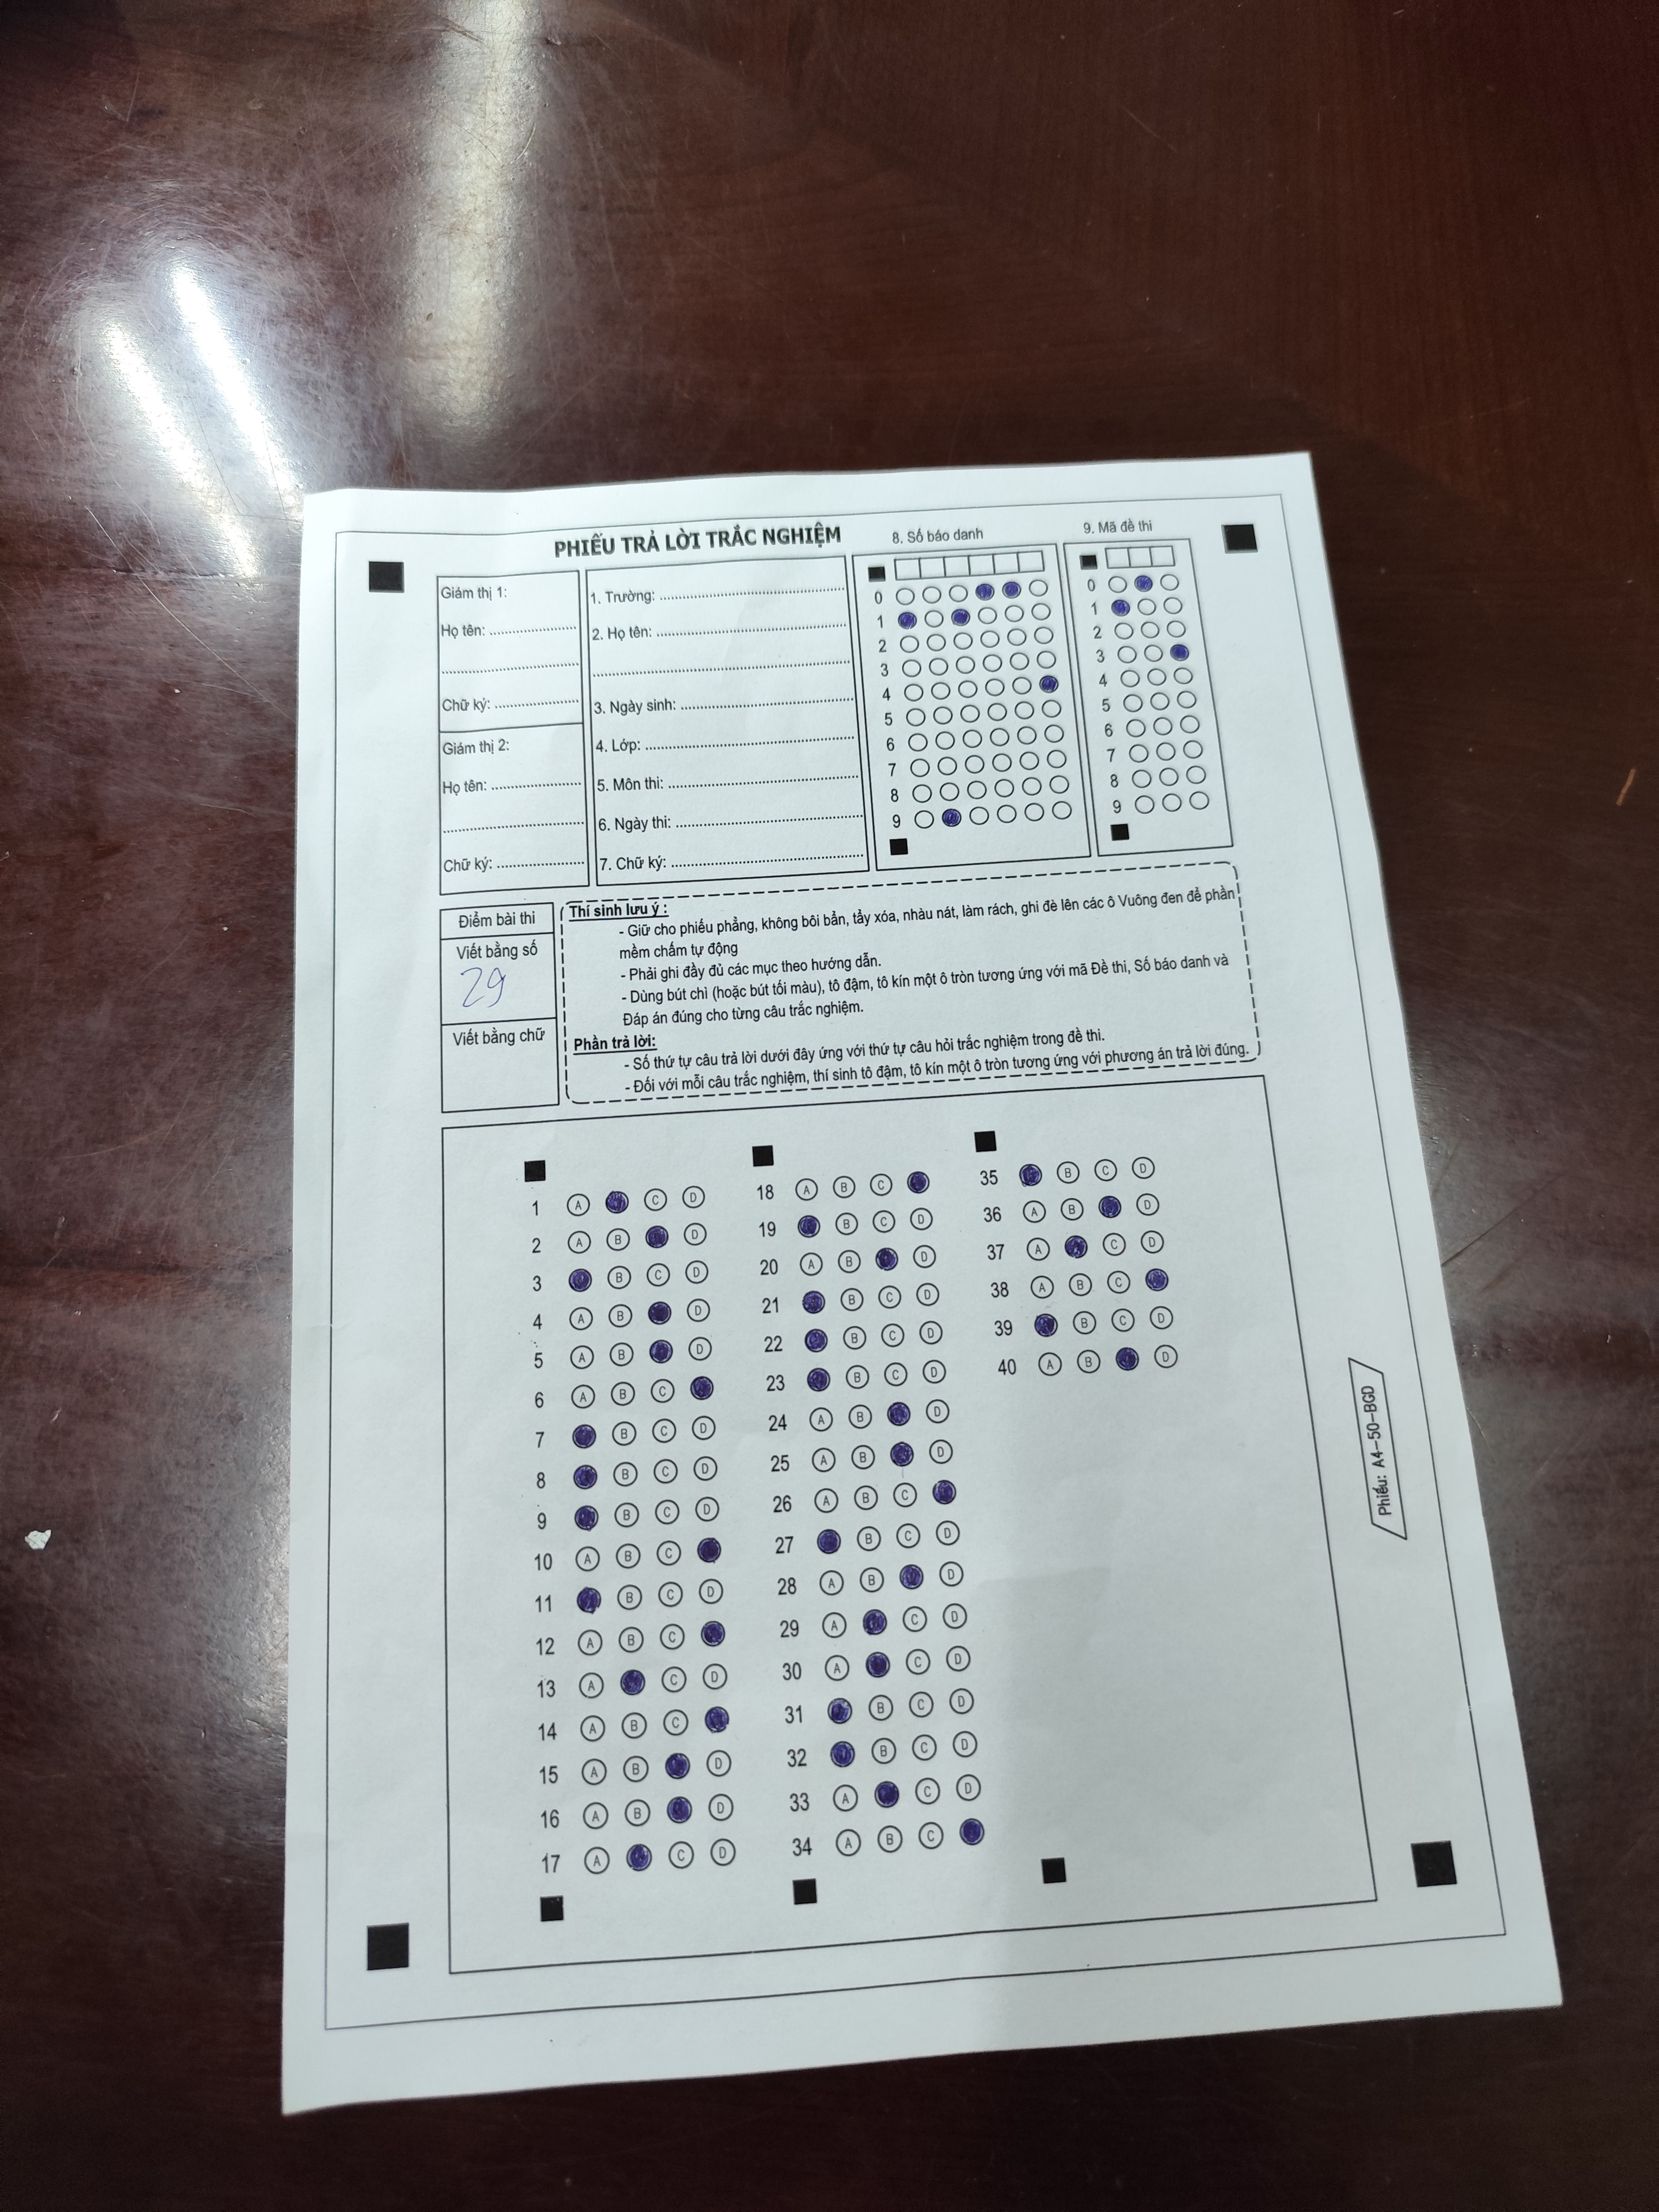 PHIẾU TRẢ LỜI TRẮC NGHIỆM
8. Số báo danh
9. Mã đề thi
Giám thị 1:
Họ tên:
Chữ ký:
Giám thị 2:
Họ tên:
Chữ ký:
1. Trường:
2. Họ tên:
3. Ngày sinh:
4. Lớp:
5. Môn thi:
6. Ngày thi:
7. Chữ ký:
0
1
2
3
4
5
6
7
8
9
0
1
2
3
4
5
6
7
8
9
Điểm bài thi
Viết bằng số
29
Viết bằng chữ
Thí sinh lưu ý :
- Giữ cho phiếu phẳng, không bôi bẩn, tẩy xóa, nhàu nát, làm rách, ghi đè lên các ô Vuông đen để phần
mềm chấm tự động
- Phải ghi đầy đủ các mục theo hướng dẫn.
- Dùng bút chì (hoặc bút tối màu), tô đậm, tô kín một ô tròn tương ứng với mã Đề thi, Số báo danh và
Đáp án đúng cho từng câu trắc nghiệm.
Phần trả lời:
- Số thứ tự câu trả lời dưới đây ứng với thứ tự câu hỏi trắc nghiệm trong đề thi.
- Đối với mỗi câu trắc nghiệm, thí sinh tô đậm, tô kín một ô tròn tương ứng với phương án trả lời đúng.
1 A C D
2 A B D
3 B C D
4 A B D
5 A B D
6 A B C
7 B C D
8 B C D
9 B C D
10 A B C
11 B C D
12 A B C
13 A C D
14 A B C
15 A B D
16 A B D
17 A C D
18 A B C
19 B C D
20 A B D
21 B C D
22 B C D
23 B C D
24 A B D
25 A B D
26 A B C
27 B C D
28 A B D
29 A C D
30 A C D
31 B C D
32 B C D
33 A C D
34 A B C
35 B C D
36 A B D
37 A C D
38 A B C
39 B C D
40 A B D
Phiếu: A4-50-BGD